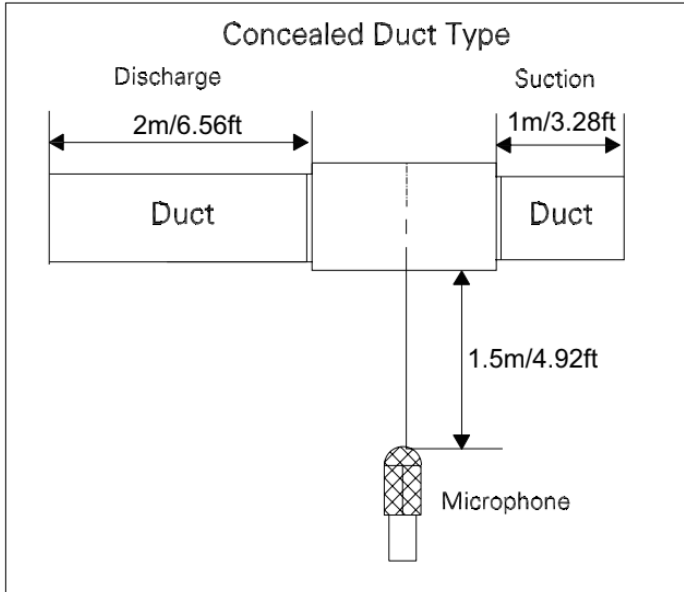 Concealed Duct Type
Discharge
Suction
2m/6.56ft
1m/3.28ft
Duct
Duct
1.5m/4.92ft
Microphone